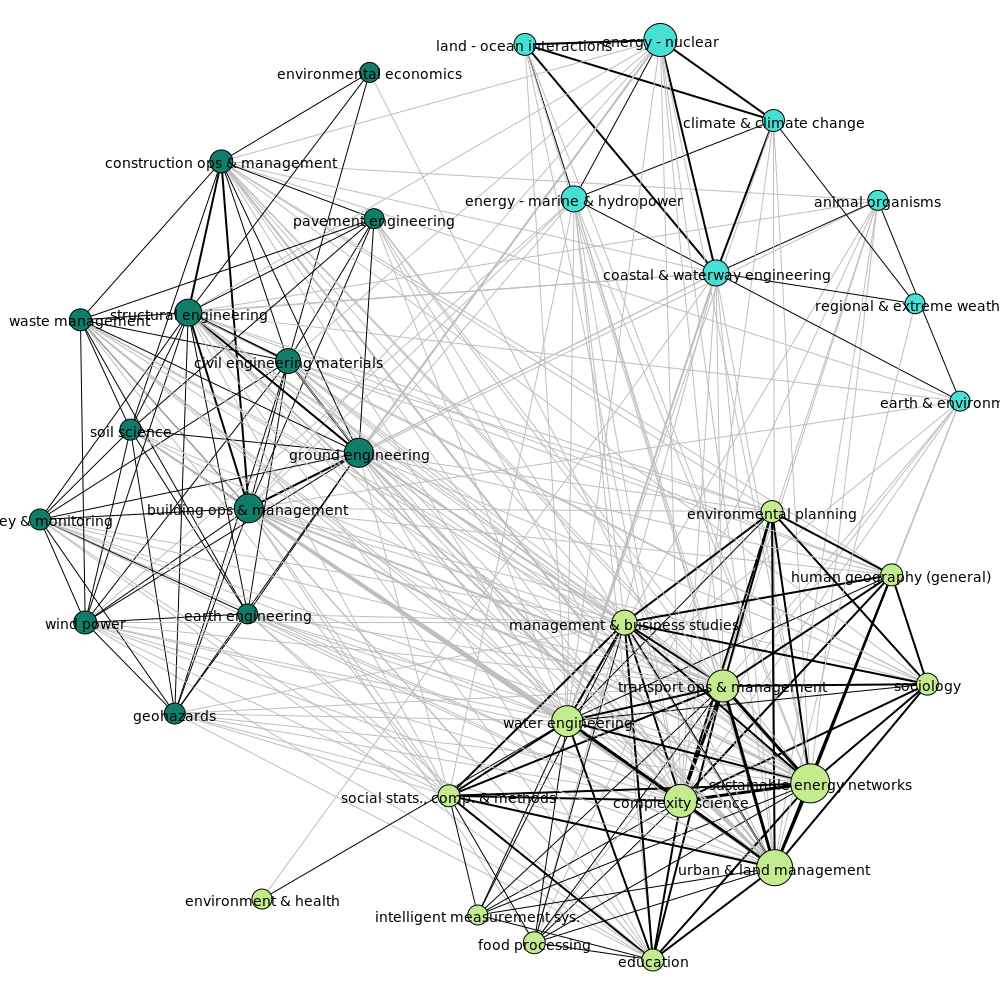 land - ocean interactions
energy - nuclear
environmental economics
climate & climate change
construction ops & management
energy - marine & hydropower
animal organisms
pavement engineering
coastal & waterway engineering
regional & extreme weath
waste management
structural engineering
civil engineering materials
earth & environm
soil science
ground engineering
building ops & management
ey & monitoring
environmental planning
human geography (general)
earth engineering
wind power
management & business studies
transport ops & management
sociology
geohazards
water engineering
sustainable energy networks
social stats., comp. & methods
complexity science
urban & land management
environment & health
intelligent measurement sys.
food processing
education